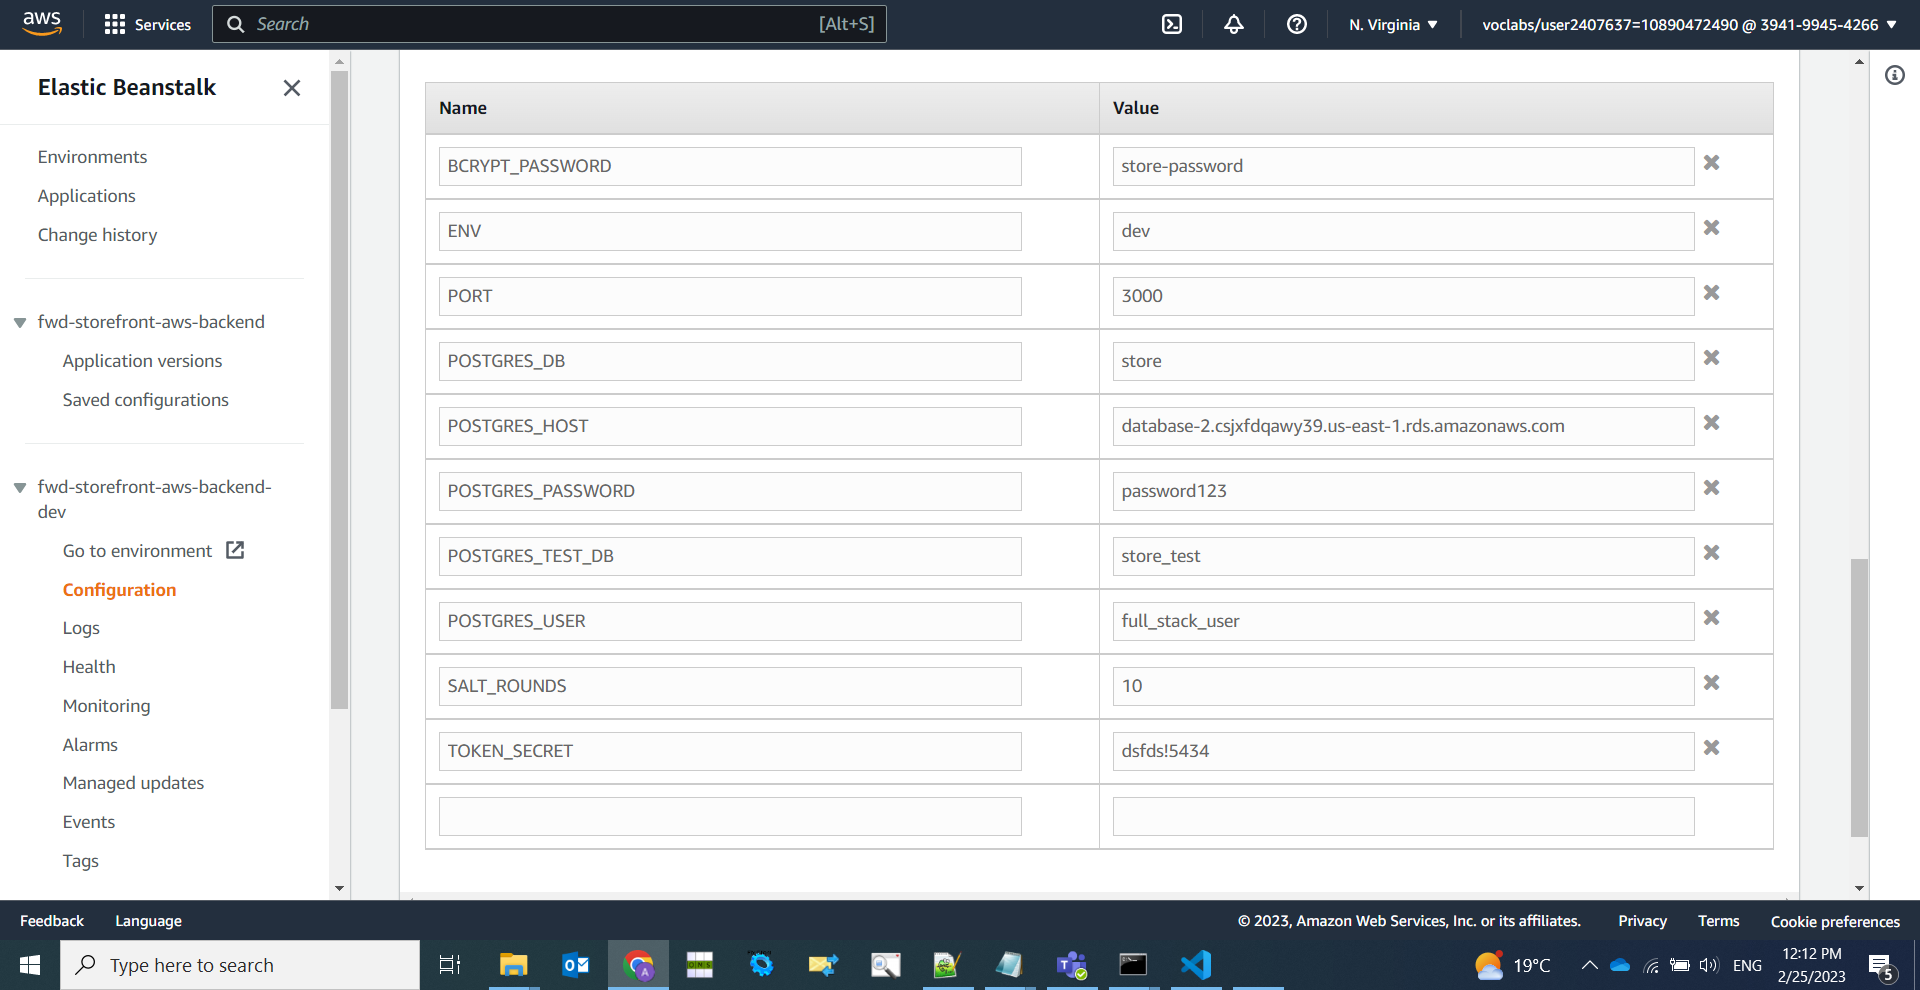 aws
Services
Search
[Alt+S]
N. Virginia
voclabs/user2407637=10890472490 @ 3941-9945-4266
Elastic Beanstalk
Environments
Applications
Change history
fwd-storefront-aws-backend
Application versions
Saved configurations
fwd-storefront-aws-backend-
dev
Go to environment
Configuration
Logs
Health
Monitoring
Alarms
Managed updates
Events
Tags
Name Value
BCRYPT_PASSWORD store-password
ENV dev
PORT 3000
POSTGRES_DB store
POSTGRES_HOST database-2.csjxfdqawy39.us-east-1.rds.amazonaws.com
POSTGRES_PASSWORD password123
POSTGRES_TEST_DB store_test
POSTGRES_USER full_stack_user
SALT_ROUNDS 10
TOKEN_SECRET dsfds!5434
Feedback Language © 2023, Amazon Web Services, Inc. or its affiliates. Privacy Terms Cookie preferences
Type here to search
19°C
ENG
12:12 PM
2/25/2023
5